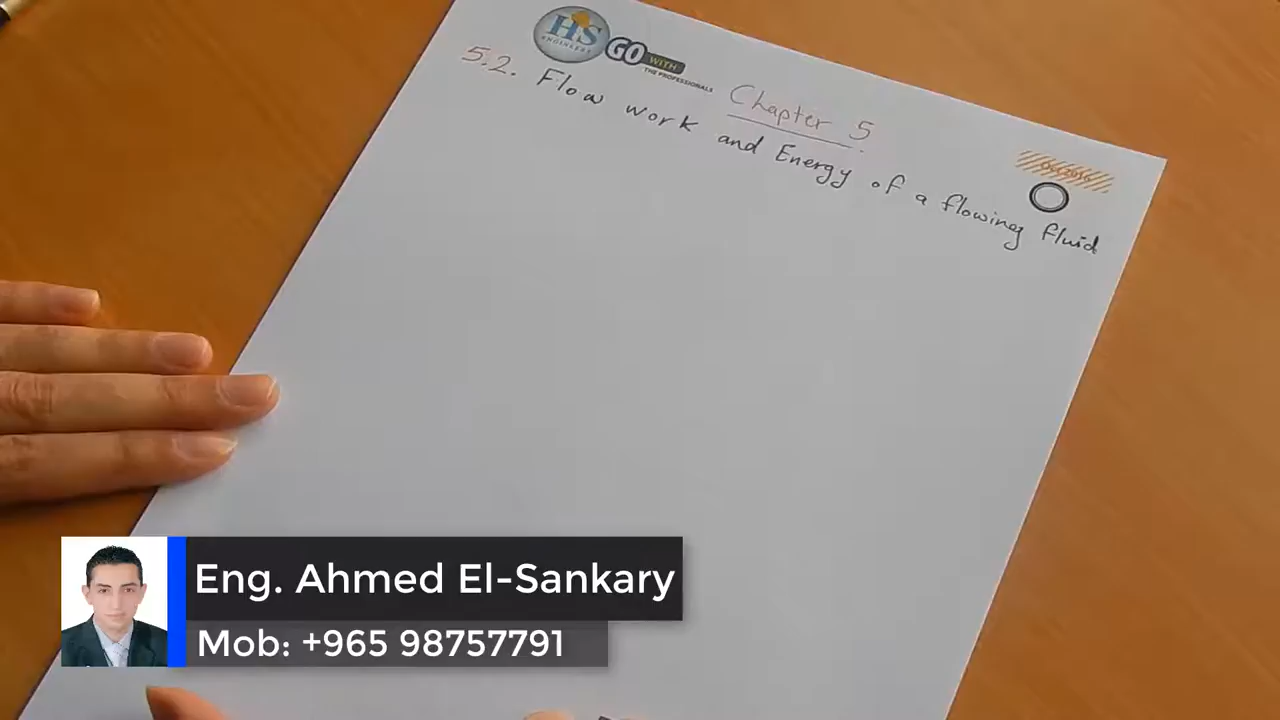 HS
ENGINEERS
GO WITH
THE PROFESSIONALS
Chapter 5
5.2. Flow work and Energy of a flowing fluid
Eng. Ahmed El-Sankary
Mob: +965 98757791